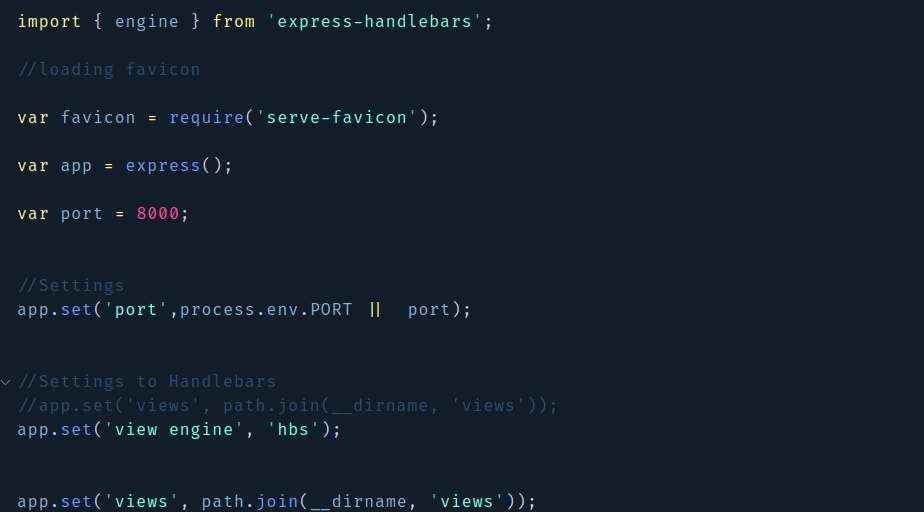 import { engine } from 'express-handlebars';
//loading favicon
var favicon = require('serve-favicon');
var app = express();
var port = 8000;
//Settings
app.set('port',process.env.PORT ||  port);
//Settings to Handlebars
//app.set('views', path.join(__dirname, 'views'));
app.set('view engine', 'hbs');
app.set('views', path.join(__dirname, 'views'));